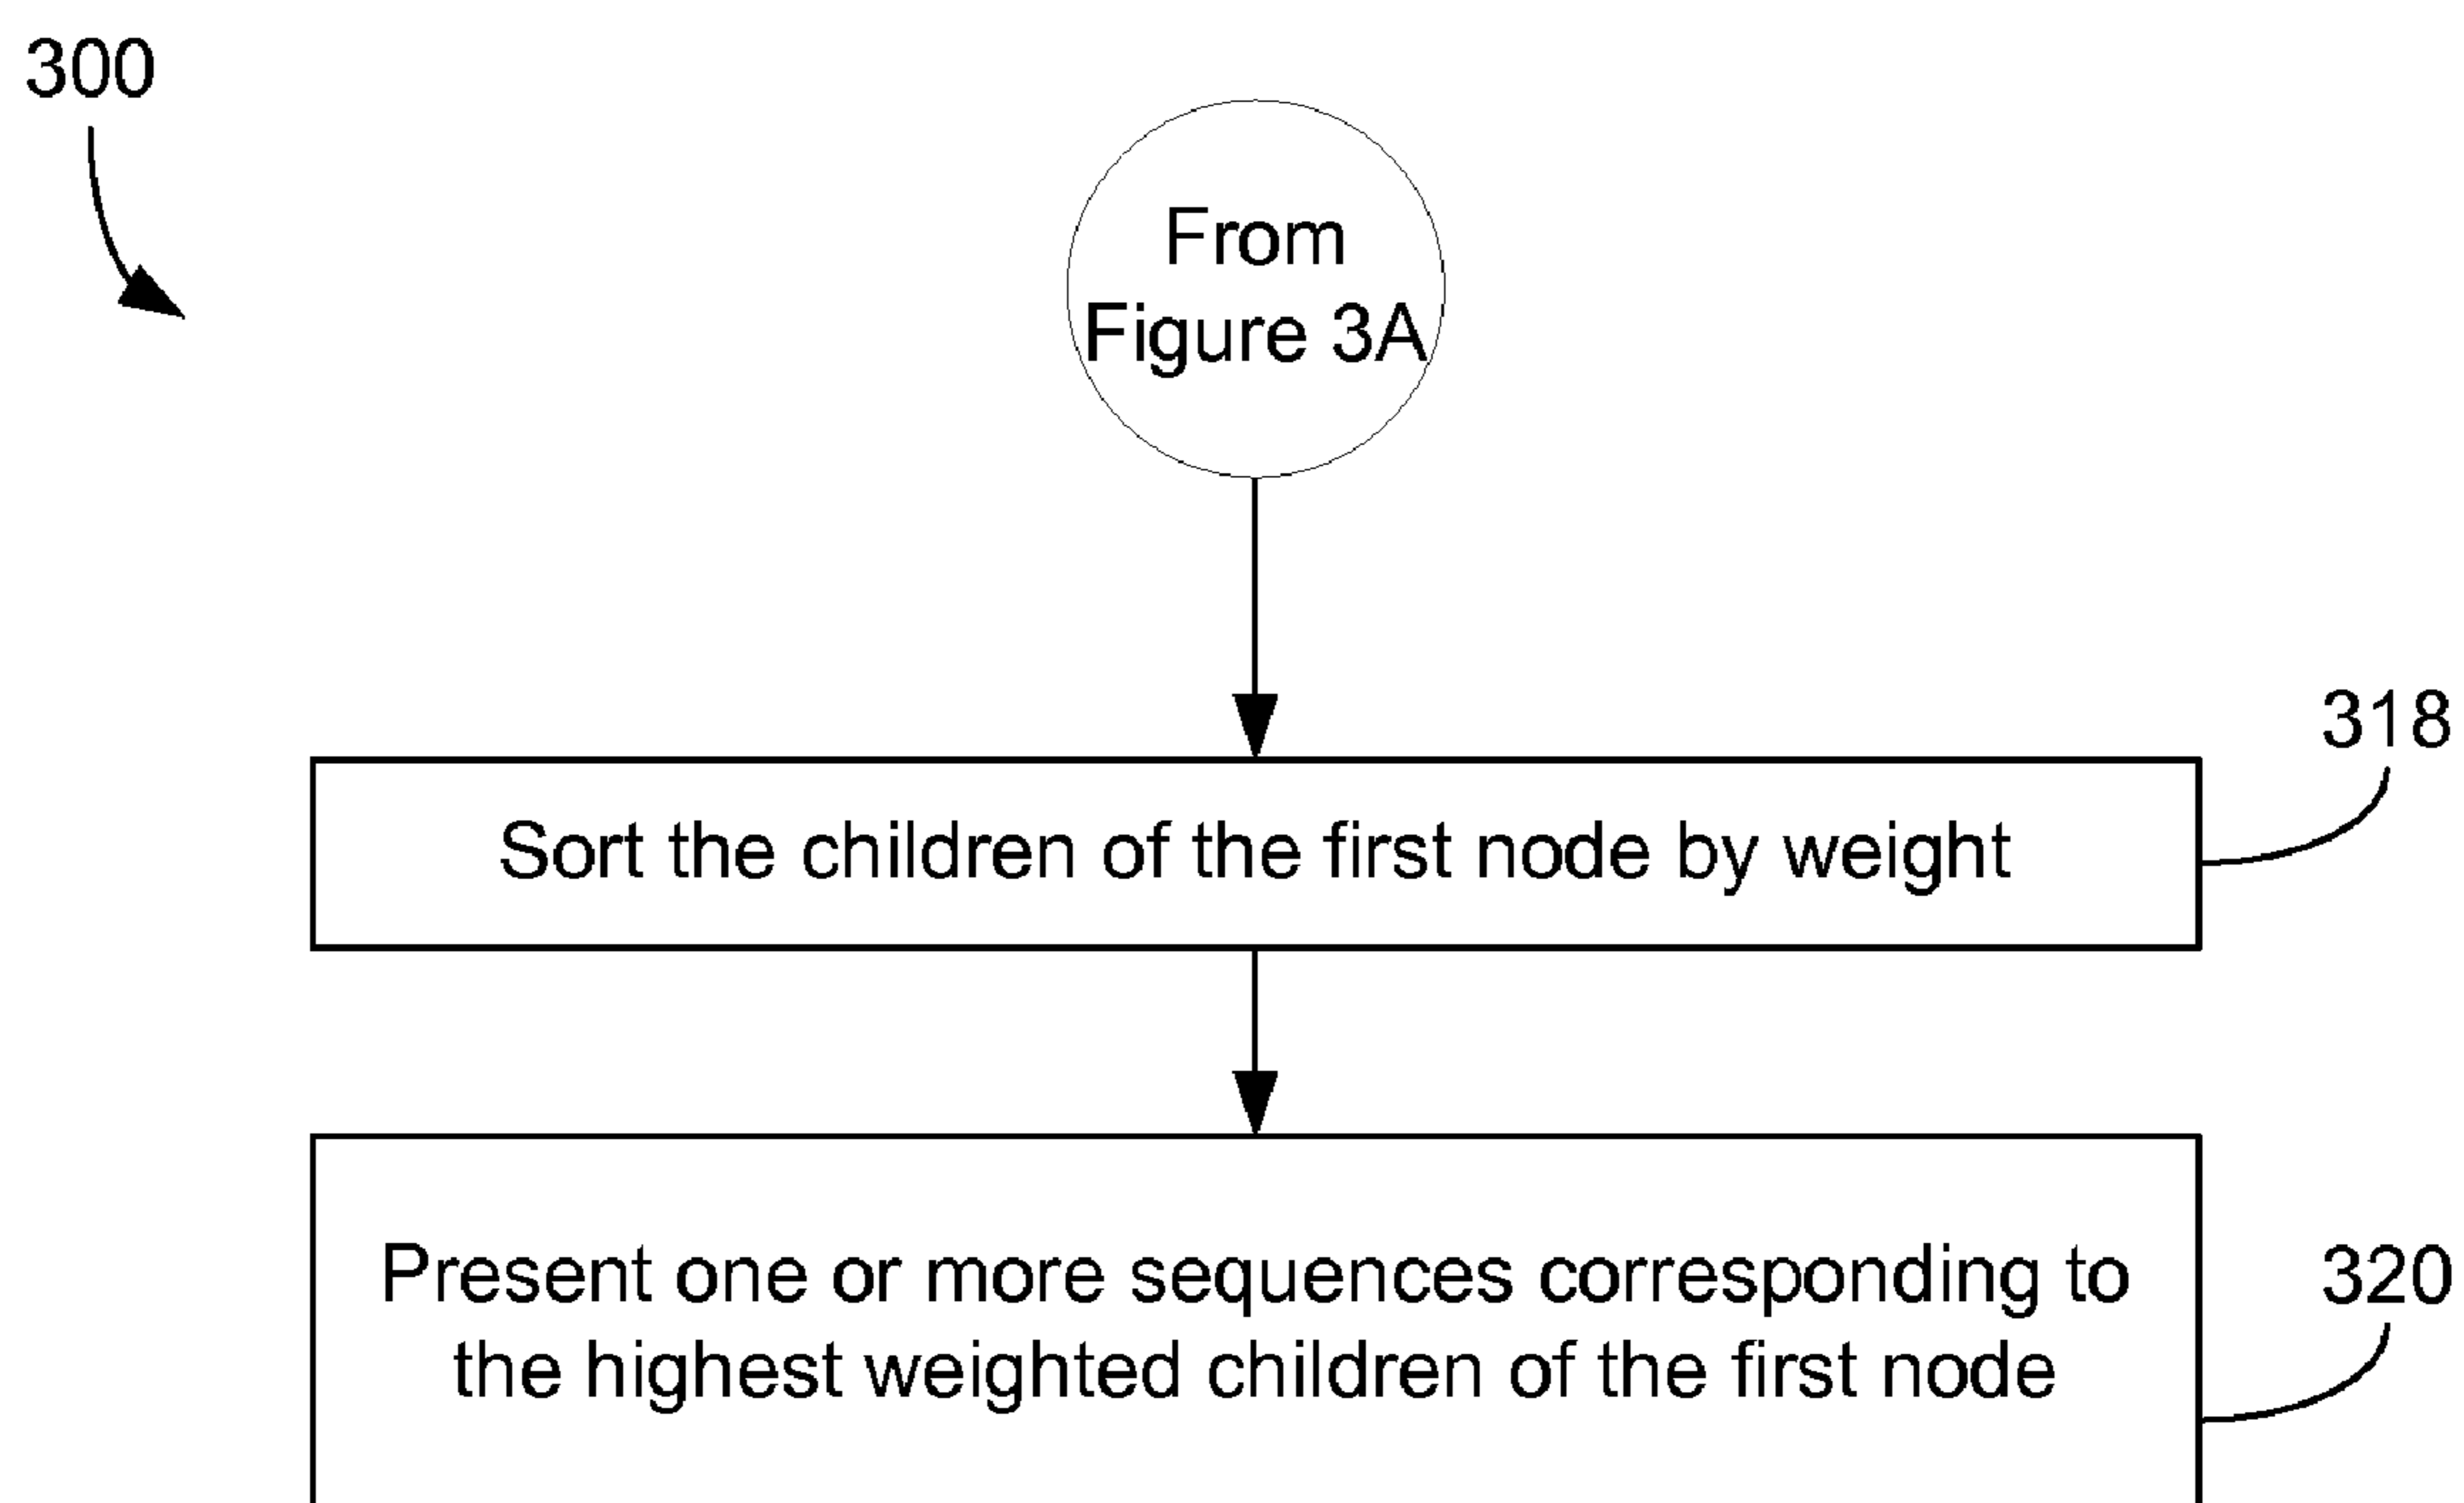 300
From
Figure 3A
318
Sort the children of the first node by weight
Present one or more sequences corresponding to
the highest weighted children of the first node
320